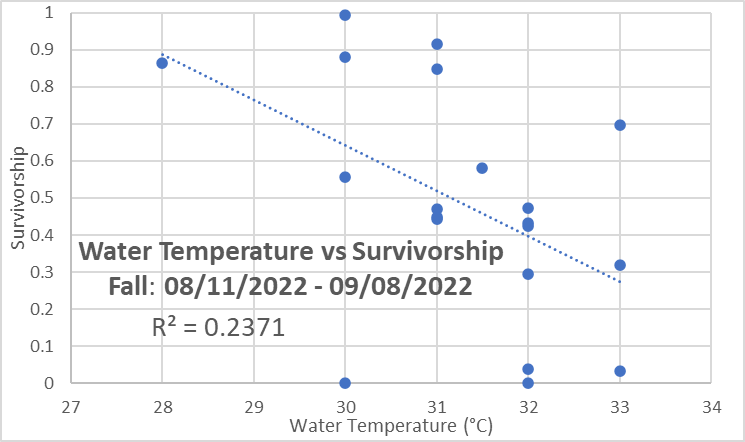 1
0.9
0.8
0.7
0.6
0.5
0.4
0.3
0.2
0.1
0
Survivorship
Water Temperature vs Survivorship
Fall: 08/11/2022 - 09/08/2022
R² = 0.2371
27 28 29 30 31 32 33 34
Water Temperature (°C)